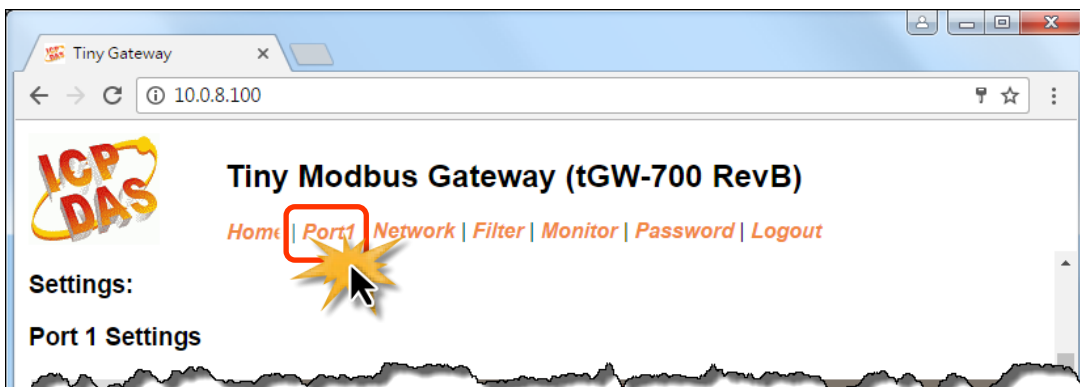 Tiny Gateway
10.0.8.100
ICP
DAS
Tiny Modbus Gateway (tGW-700 RevB)
Home | Port1 | Network | Filter | Monitor | Password | Logout
Settings:
Port 1 Settings